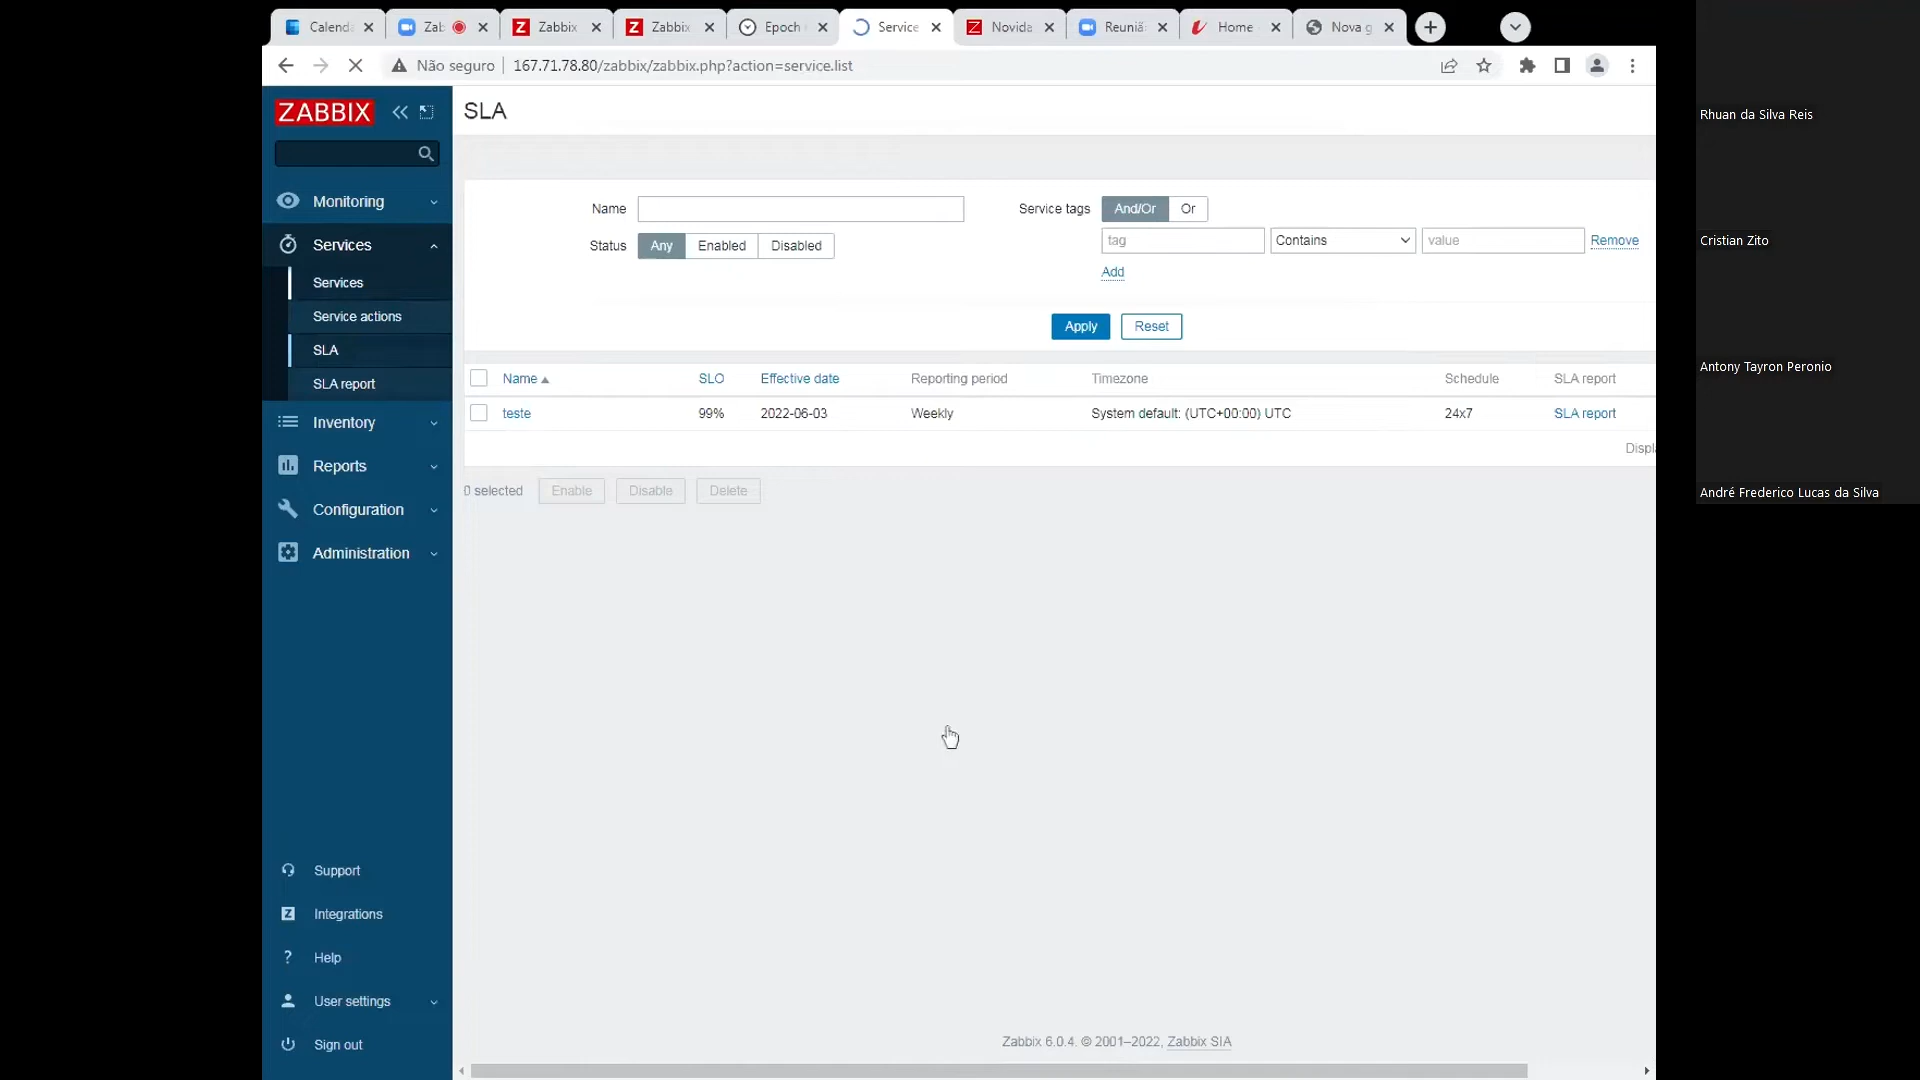 Calenda
Zab
Zabbix
Zabbix
Epoch
Service
Novida
Reuniã
Home
Nova g
Não seguro
167.71.78.80/zabbix/zabbix.php?action=service.list
ZABBIX
SLA
Monitoring
Services
Services
Service actions
SLA
SLA report
Inventory
Reports
Configuration
Administration
Support
Integrations
Help
User settings
Sign out
Name
Service tags And/Or Or
Status Any Enabled Disabled
tag Contains value Remove
Add
Apply Reset
Name SLO Effective date Reporting period Timezone Schedule SLA report
teste 99% 2022-06-03 Weekly System default: (UTC+00:00) UTC 24x7 SLA report
Displa
0 selected Enable Disable Delete
Zabbix 6.0.4. © 2001–2022, Zabbix SIA
Rhuan da Silva Reis
Cristian Zito
Antony Tayron Peronio
André Frederico Lucas da Silva